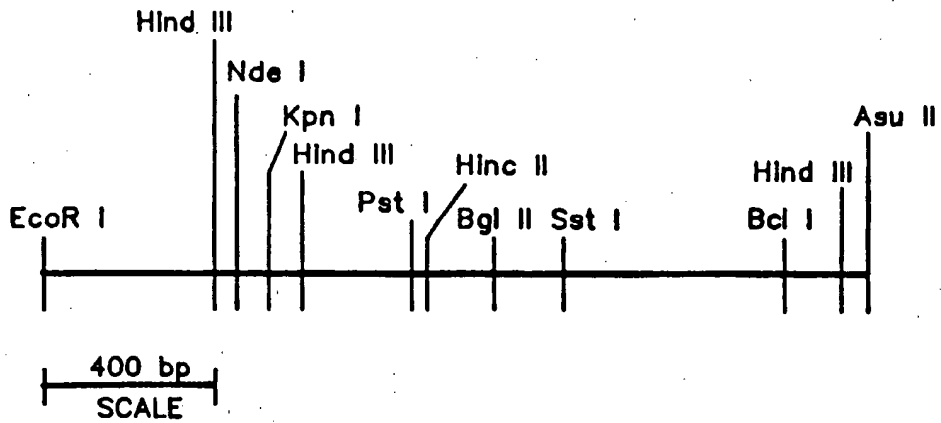 Hind III
Nde I
Kpn I
Asu II
Hind III
Hinc II
Hind III
Pst I
EcoR I
Bgl II
Sst I
Bcl I
400 bp
SCALE